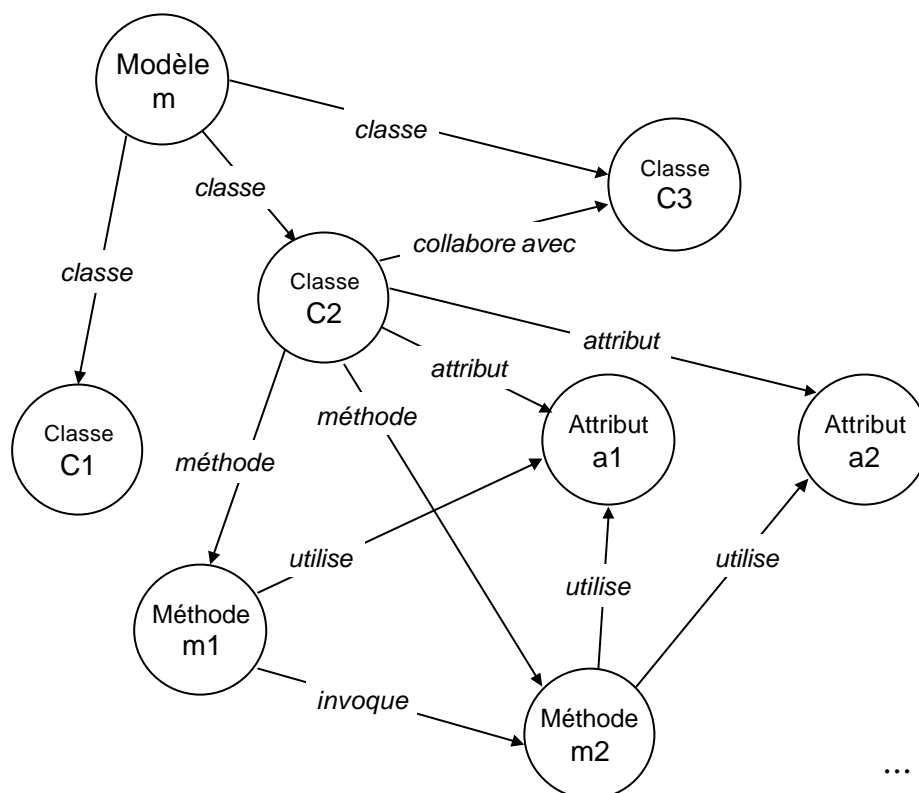 Modèle
m
classe
Classe
C3
classe
collabore avec
classe
Classe
C2
attribut
attribut
méthode
Classe
C1
Attribut
a1
Attribut
a2
méthode
utilise
utilise
utilise
Méthode
m1
invoque
Méthode
m2
...